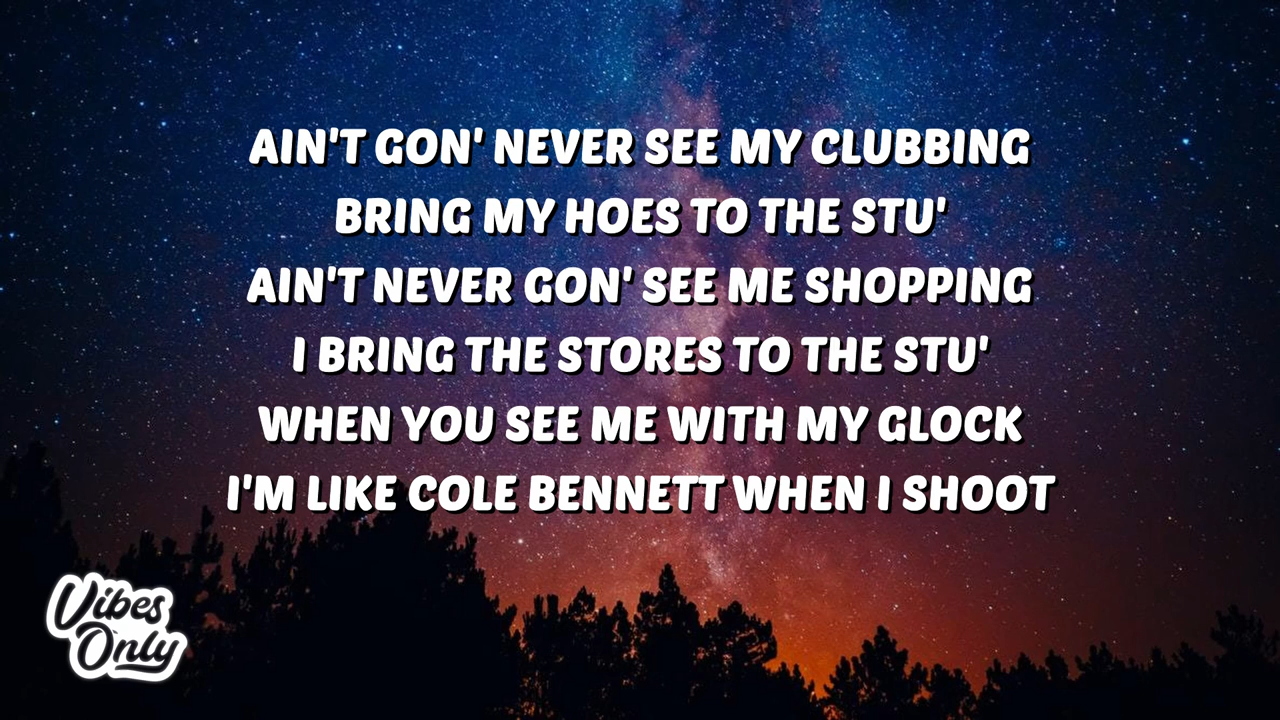 AIN'T GON' NEVER SEE MY CLUBBING
BRING MY HOES TO THE STU'
AIN'T NEVER GON' SEE ME SHOPPING
I BRING THE STORES TO THE STU'
WHEN YOU SEE ME WITH MY GLOCK
I'M LIKE COLE BENNETT WHEN I SHOOT
Vibes
Only